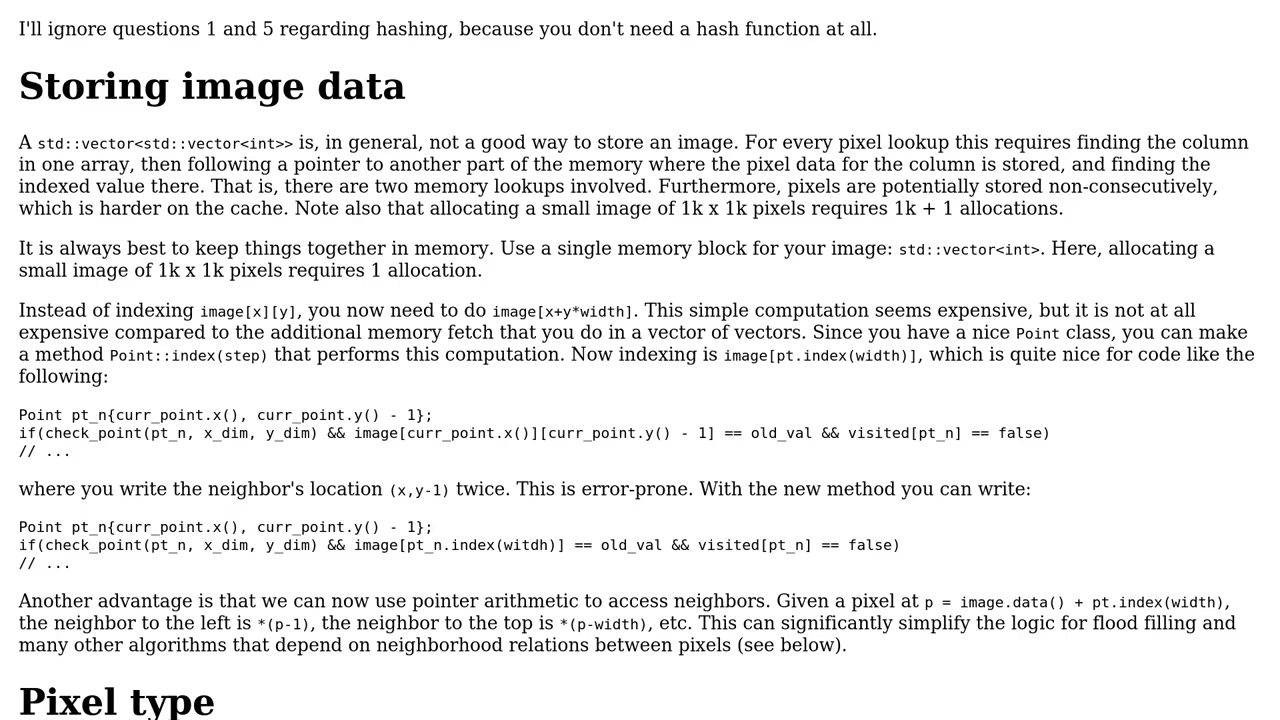 I'll ignore questions 1 and 5 regarding hashing, because you don't need a hash function at all.
Storing image data
A std::vector<std::vector<int>> is, in general, not a good way to store an image. For every pixel lookup this requires finding the column
in one array, then following a pointer to another part of the memory where the pixel data for the column is stored, and finding the
indexed value there. That is, there are two memory lookups involved. Furthermore, pixels are potentially stored non-consecutively,
which is harder on the cache. Note also that allocating a small image of 1k x 1k pixels requires 1k + 1 allocations.
It is always best to keep things together in memory. Use a single memory block for your image: std::vector<int>. Here, allocating a
small image of 1k x 1k pixels requires 1 allocation.
Instead of indexing image[x][y], you now need to do image[x+y*width]. This simple computation seems expensive, but it is not at all
expensive compared to the additional memory fetch that you do in a vector of vectors. Since you have a nice Point class, you can make
a method Point::index(step) that performs this computation. Now indexing is image[pt.index(width)], which is quite nice for code like the
following:
Point pt_n{curr_point.x(), curr_point.y() - 1};
if(check_point(pt_n, x_dim, y_dim) && image[curr_point.x()][curr_point.y() - 1] == old_val && visited[pt_n] == false)
// ...
where you write the neighbor's location (x,y-1) twice. This is error-prone. With the new method you can write:
Point pt_n{curr_point.x(), curr_point.y() - 1};
if(check_point(pt_n, x_dim, y_dim) && image[pt_n.index(witdh)] == old_val && visited[pt_n] == false)
// ...
Another advantage is that we can now use pointer arithmetic to access neighbors. Given a pixel at p = image.data() + pt.index(width),
the neighbor to the left is *(p-1), the neighbor to the top is *(p-width), etc. This can significantly simplify the logic for flood filling and
many other algorithms that depend on neighborhood relations between pixels (see below).
Pixel type